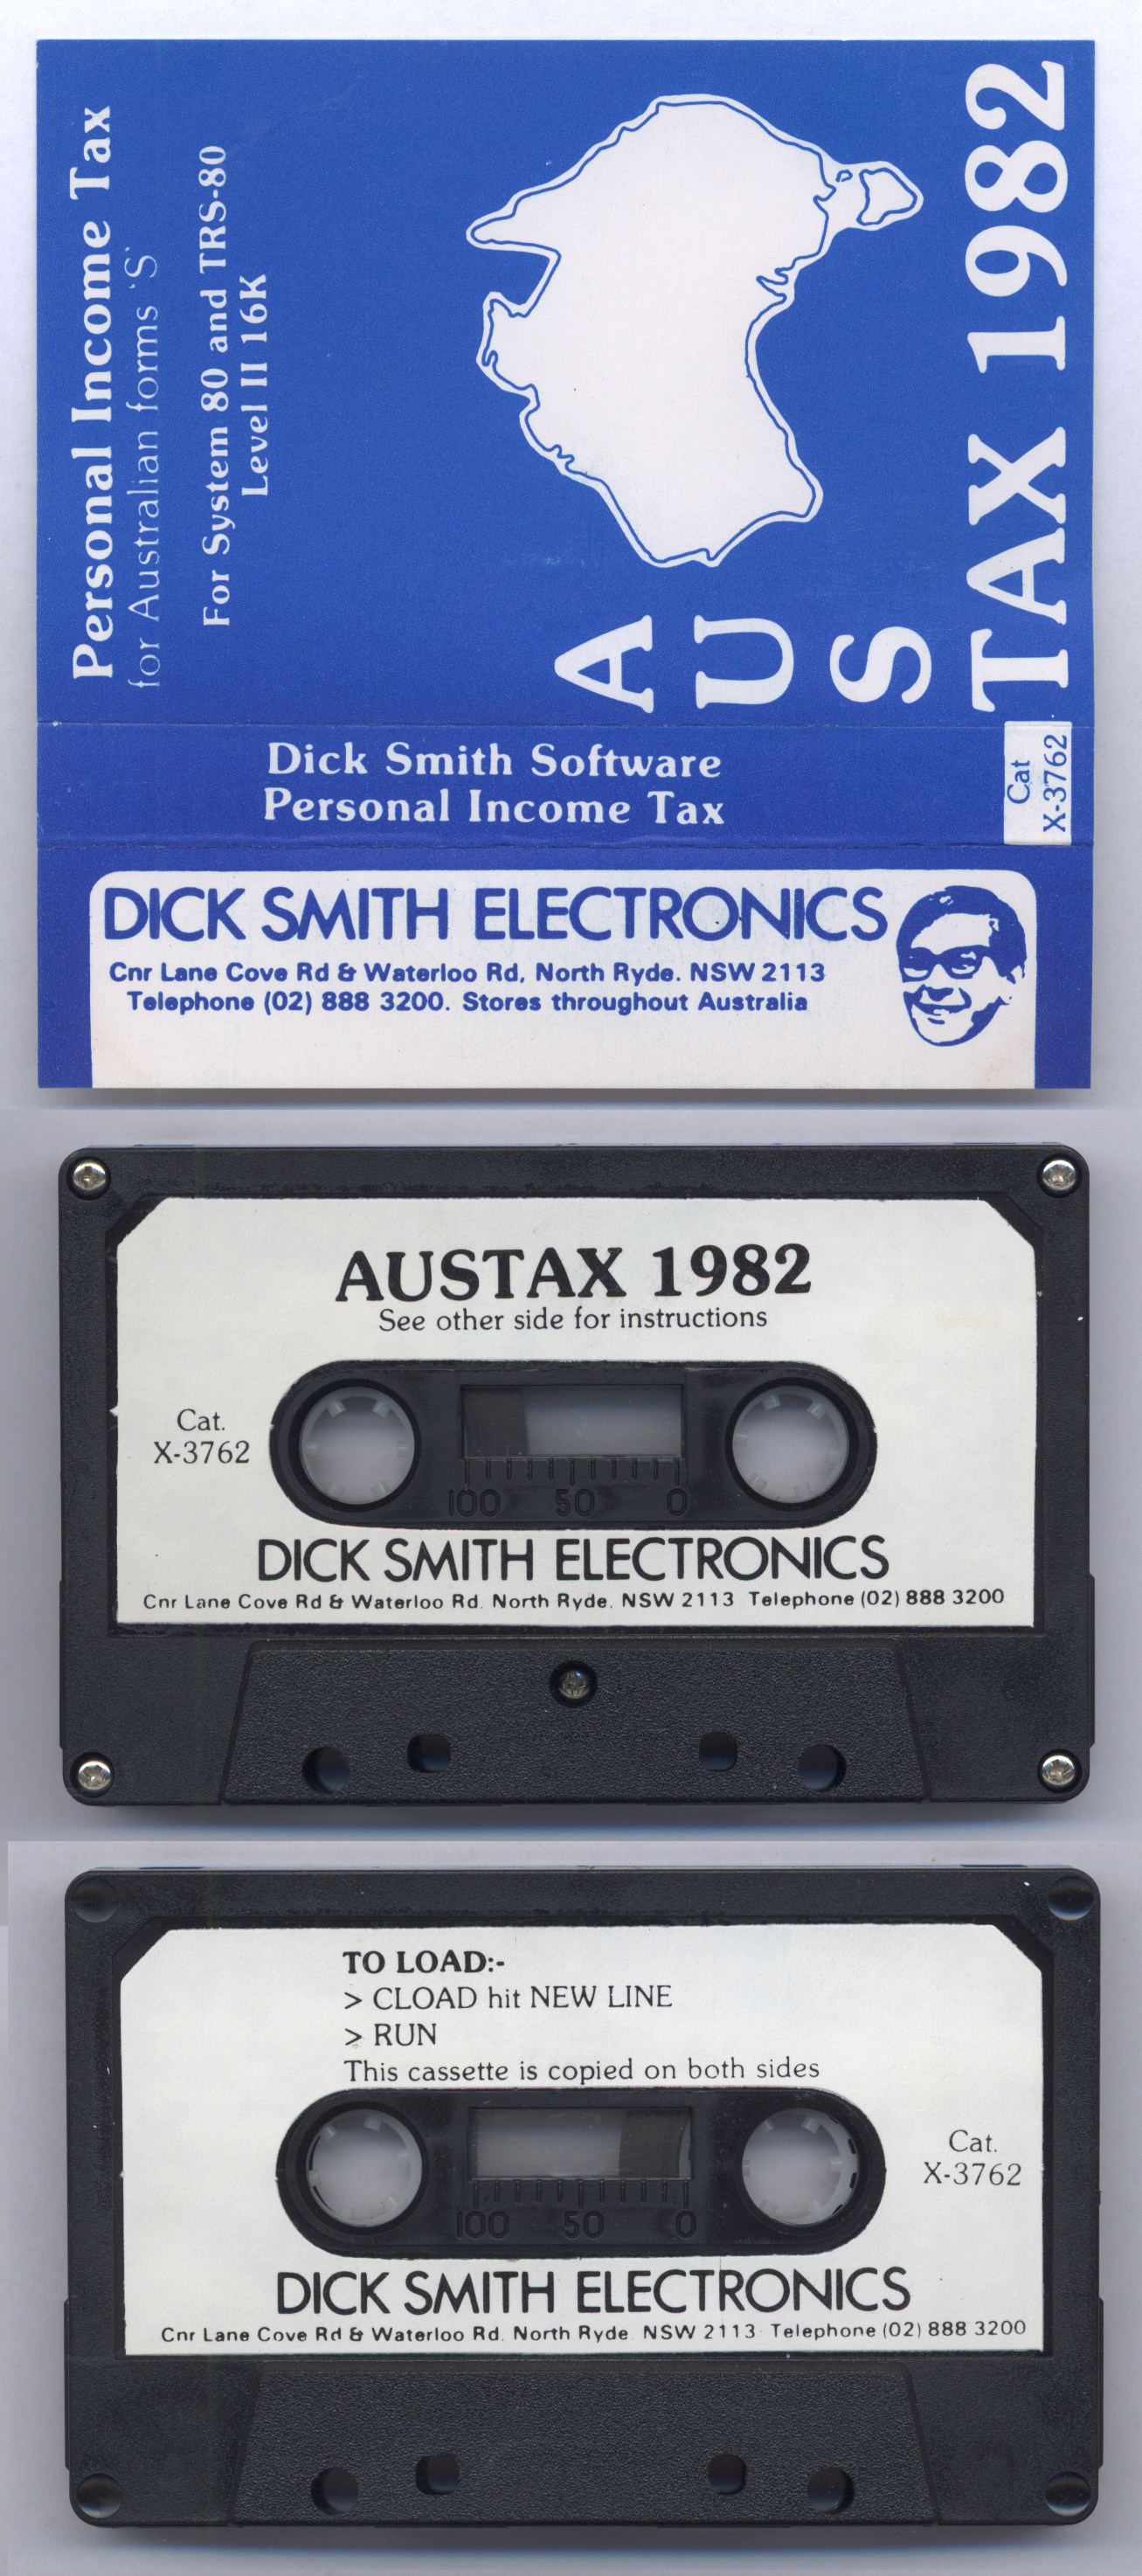 Personal Income Tax
for Australian forms 'S'
For System 80 and TRS-80
Level II 16K
A
U
S
TAX 1982
Dick Smith Software
Personal Income Tax
Cat
X-3762
DICK SMITH ELECTRONICS
Cnr Lane Cove Rd & Waterloo Rd, North Ryde. NSW 2113
Telephone (02) 888 3200. Stores throughout Australia
AUSTAX 1982
See other side for instructions
Cat.
X-3762
100 50 0
DICK SMITH ELECTRONICS
Cnr Lane Cove Rd & Waterloo Rd. North Ryde. NSW 2113 Telephone (02) 888 3200
TO LOAD:-
> CLOAD hit NEW LINE
> RUN
This cassette is copied on both sides
Cat.
X-3762
100 50 0
DICK SMITH ELECTRONICS
Cnr Lane Cove Rd & Waterloo Rd. North Ryde. NSW 2113 Telephone (02) 888 3200